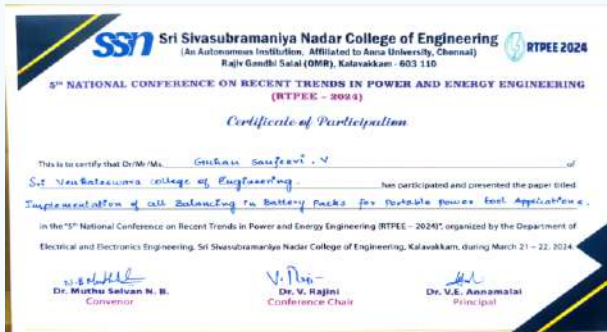 ssn Sri Sivasubramaniya Nadar College of Engineering
(An Autonomous Institution, Affiliated to Anna University, Chennai)
Rajiv Gandhi Salai (OMR), Kalavakkam - 603 110
RTPEE 2024
5TH NATIONAL CONFERENCE ON RECENT TRENDS IN POWER AND ENERGY ENGINEERING
(RTPEE - 2024)
Certificate of Participation
This is to certify that Dr/Mr/Ms. Guhan Sanjeevi. V of
Sri Venkateswara college of Engineering. has participated and presented the paper titled
Implementation of cell Balancing in Battery Packs for Portable Power tool Applications.
in the "5th National Conference on Recent Trends in Power and Energy Engineering (RTPEE - 2024)", organized by the Department of
Electrical and Electronics Engineering, Sri Sivasubramaniya Nadar College of Engineering, Kalavakkam, during March 21 - 22, 2024.
Dr. Muthu Selvan N. B.
Convenor
V. Raji
Dr. V. Rajini
Conference Chair
Dr. V.E. Annamalai
Principal